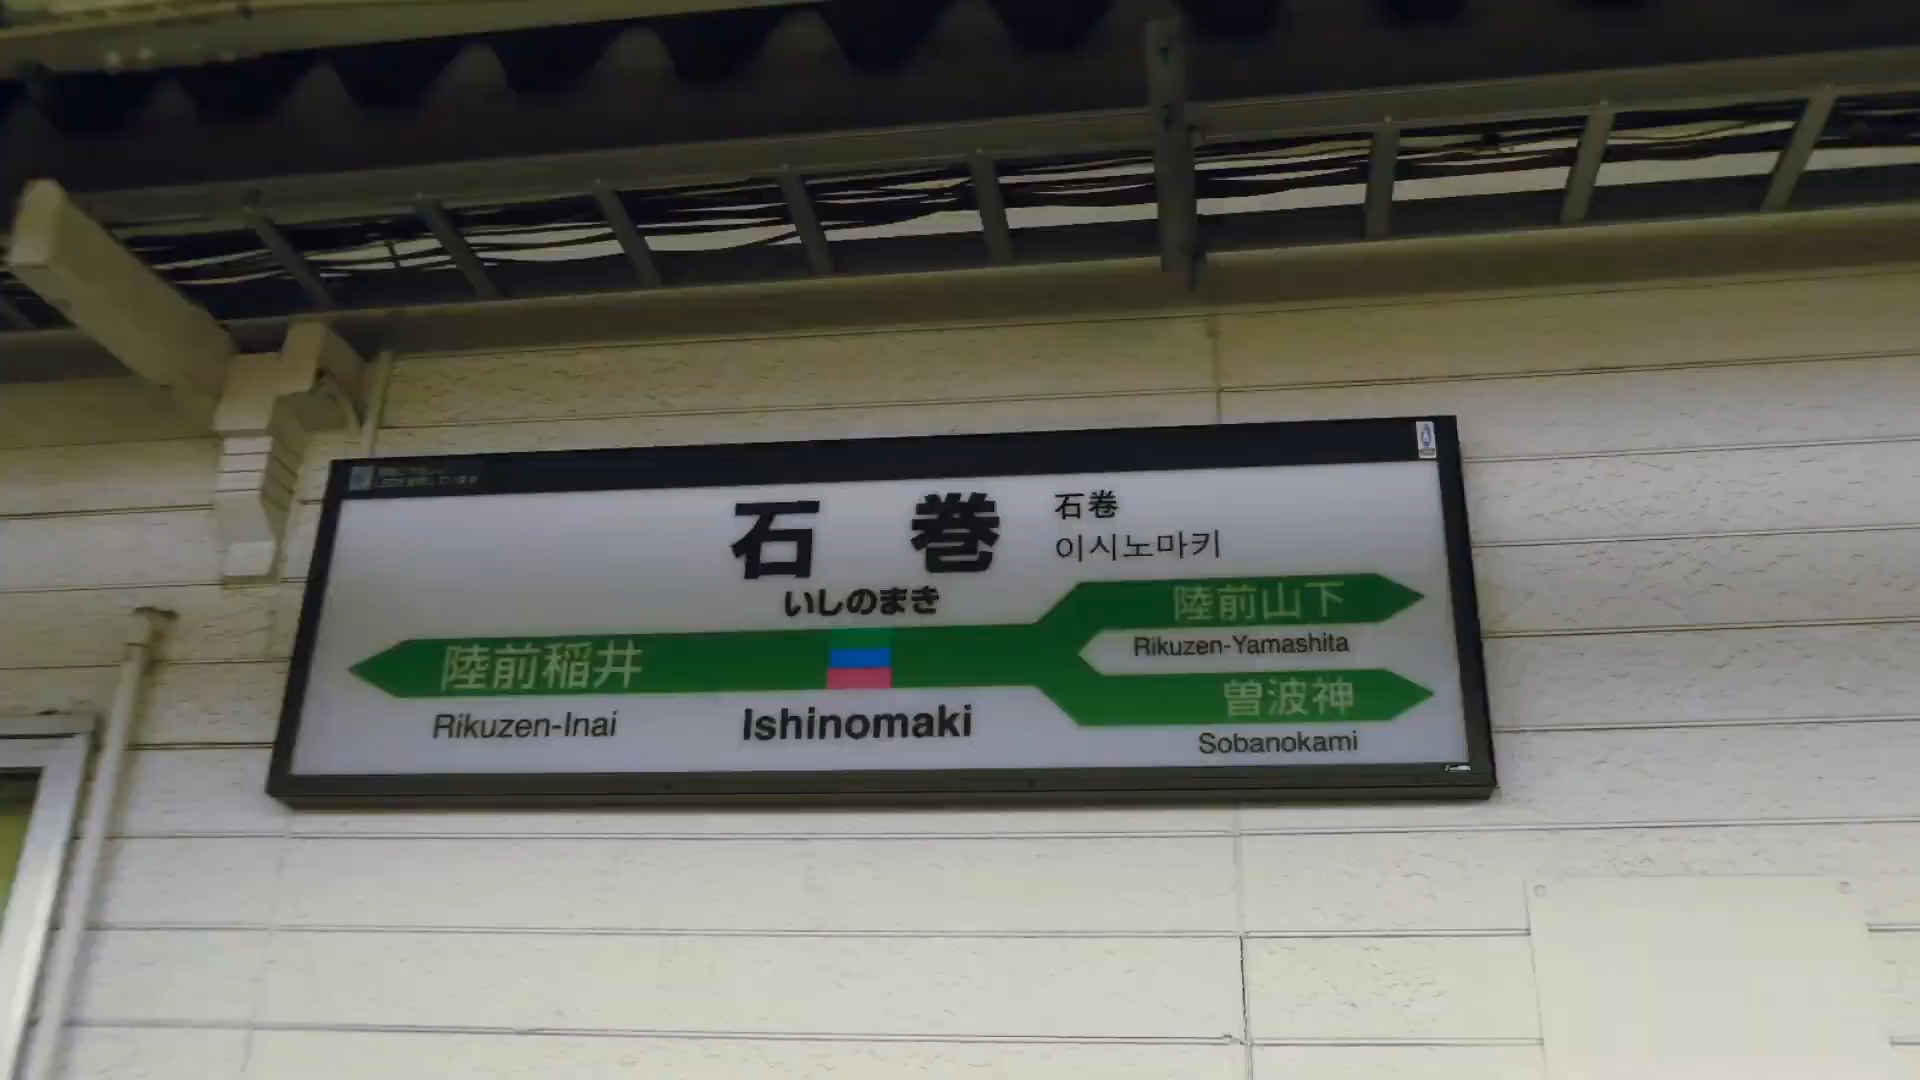 石巻
石巻
이시노마키
いしのまき
陸前稲井
陸前山下
Rikuzen-Yamashita
曽波神
Rikuzen-Inai
Ishinomaki
Sobanokami